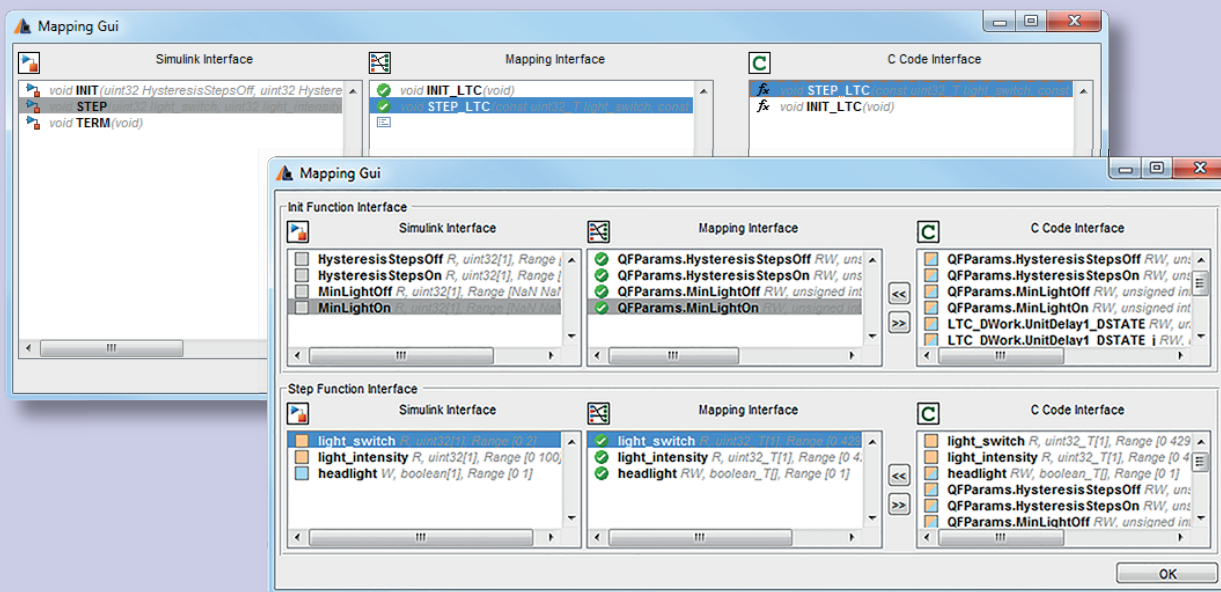 Mapping Gui
Simulink Interface
Mapping Interface
C Code Interface
void INIT(uint32 HysteresisStepsOff, uint32 Hystere
void STEP(uint32 light_switch, uint32 light_intensity
void TERM(void)
void INIT_LTC(void)
void STEP_LTC(const uint32_T light_switch, const
void STEP_LTC(const uint32_T light_switch, const
void INIT_LTC(void)
Mapping Gui
Init Function Interface
Simulink Interface
Mapping Interface
C Code Interface
HysteresisStepsOff R, uint32[1], Range [
HysteresisStepsOn R, uint32[1], Range [
MinLightOff R, uint32[1], Range [NaN NaN
MinLightOn R, uint32[1], Range [NaN NaN
QFParams.HysteresisStepsOff RW, uns
QFParams.HysteresisStepsOn RW, uns
QFParams.MinLightOff RW, unsigned int
QFParams.MinLightOn RW, unsigned int
<<
>>
QFParams.HysteresisStepsOff RW, uns
QFParams.HysteresisStepsOn RW, uns
QFParams.MinLightOff RW, unsigned in
QFParams.MinLightOn RW, unsigned int
LTC_DWork.UnitDelay1_DSTATE RW, un
LTC_DWork.UnitDelay1_DSTATE_j RW,
Step Function Interface
Simulink Interface
Mapping Interface
C Code Interface
light_switch R, uint32[1], Range [0 2]
light_intensity R, uint32[1], Range [0 100]
headlight W, boolean[1], Range [0 1]
light_switch R, uint32_T[1], Range [0 429
light_intensity R, uint32_T[1], Range [0 4
headlight RW, boolean_T[], Range [0 1]
<<
>>
light_switch R, uint32_T[1], Range [0 429
light_intensity R, uint32_T[1], Range [0 4
headlight RW, boolean_T[], Range [0 1]
QFParams.HysteresisStepsOff RW, uns
QFParams.HysteresisStepsOn RW, uns
QFParams.MinLightOff RW, unsigned int
OK